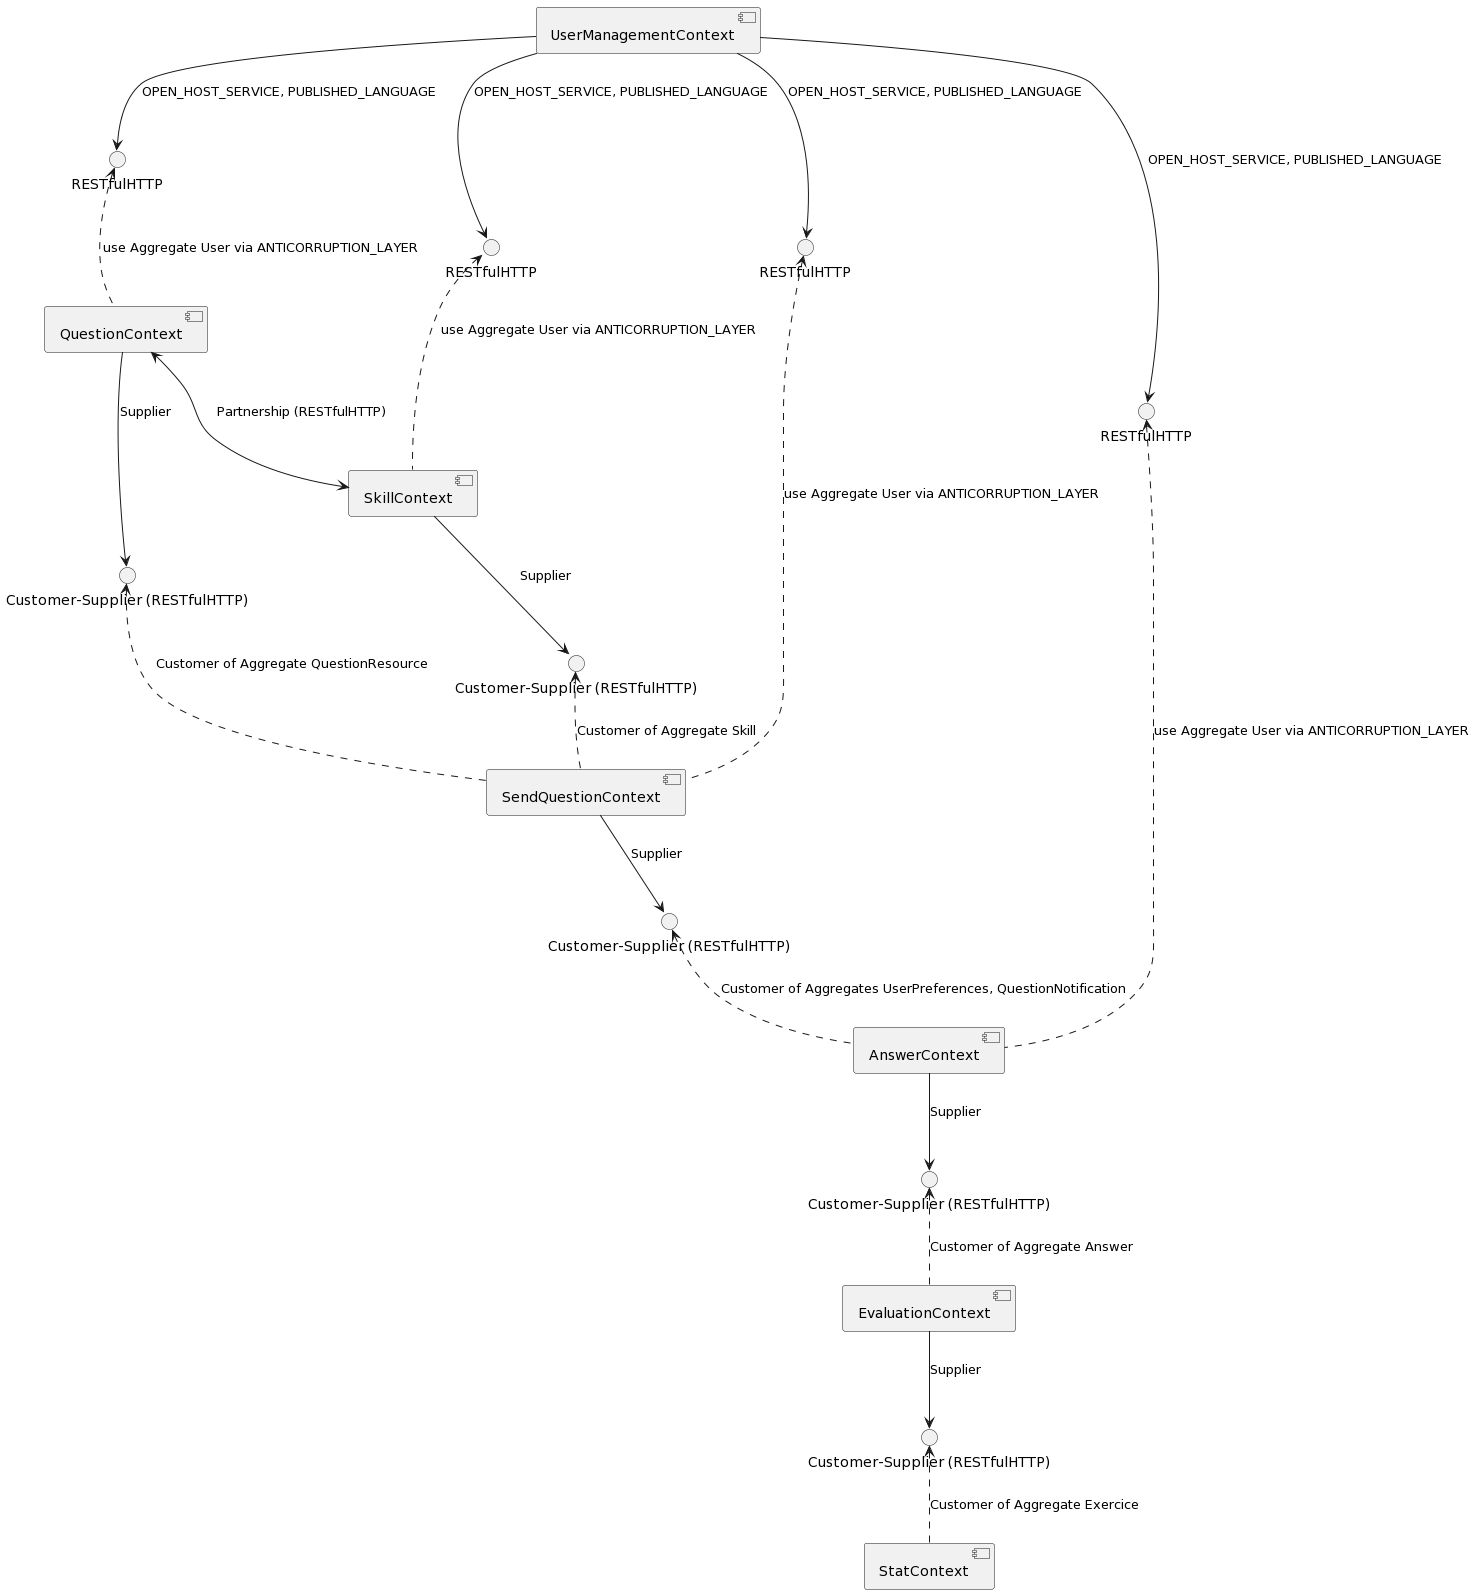 UserManagementContext
OPEN_HOST_SERVICE, PUBLISHED_LANGUAGE
OPEN_HOST_SERVICE, PUBLISHED_LANGUAGE
OPEN_HOST_SERVICE, PUBLISHED_LANGUAGE
OPEN_HOST_SERVICE, PUBLISHED_LANGUAGE
RESTfulHTTP
use Aggregate User via ANTICORRUPTION_LAYER
RESTfulHTTP
RESTfulHTTP
QuestionContext
use Aggregate User via ANTICORRUPTION_LAYER
Supplier
Partnership (RESTfulHTTP)
RESTfulHTTP
SkillContext
use Aggregate User via ANTICORRUPTION_LAYER
Supplier
Customer-Supplier (RESTfulHTTP)
Customer of Aggregate QuestionResource
Customer-Supplier (RESTfulHTTP)
Customer of Aggregate Skill
use Aggregate User via ANTICORRUPTION_LAYER
SendQuestionContext
Supplier
Customer-Supplier (RESTfulHTTP)
Customer of Aggregates UserPreferences, QuestionNotification
AnswerContext
Supplier
Customer-Supplier (RESTfulHTTP)
Customer of Aggregate Answer
EvaluationContext
Supplier
Customer-Supplier (RESTfulHTTP)
Customer of Aggregate Exercice
StatContext